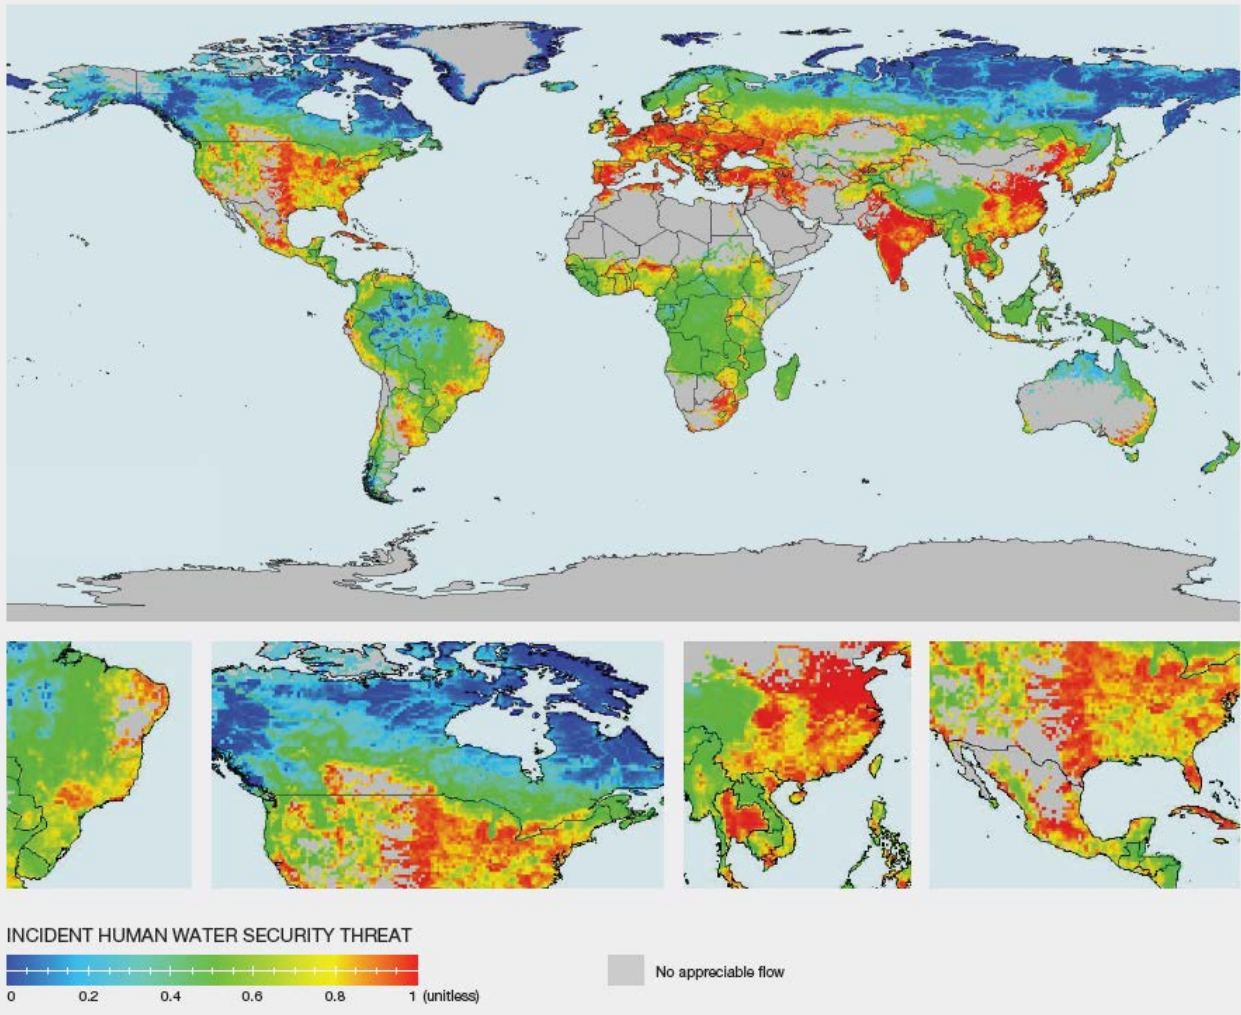 INCIDENT HUMAN WATER SECURITY THREAT
0 0.2 0.4 0.6 0.8 1 (unitless)
No appreciable flow